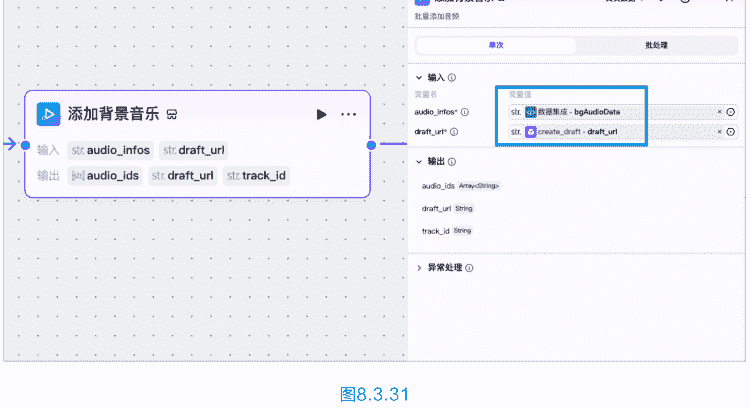 批量添加音频
单次
批处理
输入
变量名 变量值
audio_infos* str. 数据集成 - bgAudioData
draft_url* str. create_draft - draft_url
输出
audio_ids Array<String>
draft_url String
track_id String
异常处理
添加背景音乐
输入 str. audio_infos str. draft_url
输出 [str] audio_ids str. draft_url str. track_id
图8.3.31